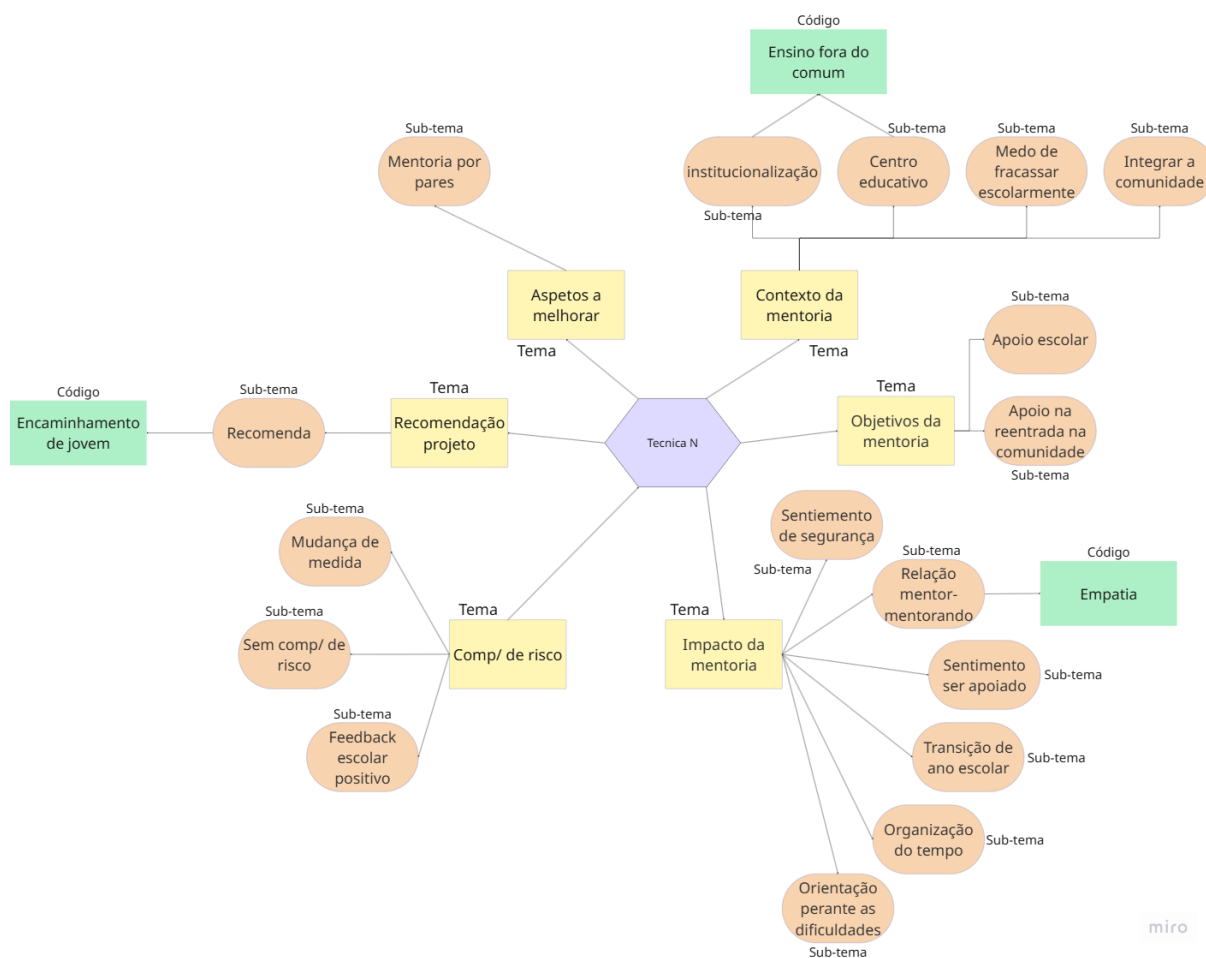 Código
Ensino fora do
comum
Sub-tema
Mentoria por
pares
institucionalização
Sub-tema
Sub-tema
Centro
educativo
Sub-tema
Medo de
fracassar
escolarmente
Sub-tema
Integrar a
comunidade
Aspetos a
melhorar
Tema
Contexto da
mentoria
Tema
Sub-tema
Apoio escolar
Código
Encaminhamento
de jovem
Sub-tema
Recomenda
Tema
Recomendação
projeto
Tecnica N
Tema
Objetivos da
mentoria
Apoio na
reentrada na
comunidade
Sub-tema
Sub-tema
Mudança de
medida
Sub-tema
Sem comp/ de
risco
Sub-tema
Feedback
escolar
positivo
Tema
Comp/ de risco
Tema
Impacto da
mentoria
Sentiemento
de segurança
Sub-tema
Sub-tema
Relação
mentor-
mentorando
Código
Empatia
Sentimento
ser apoiado
Sub-tema
Transição de
ano escolar
Sub-tema
Organização
do tempo
Sub-tema
Orientação
perante as
dificuldades
Sub-tema
miro